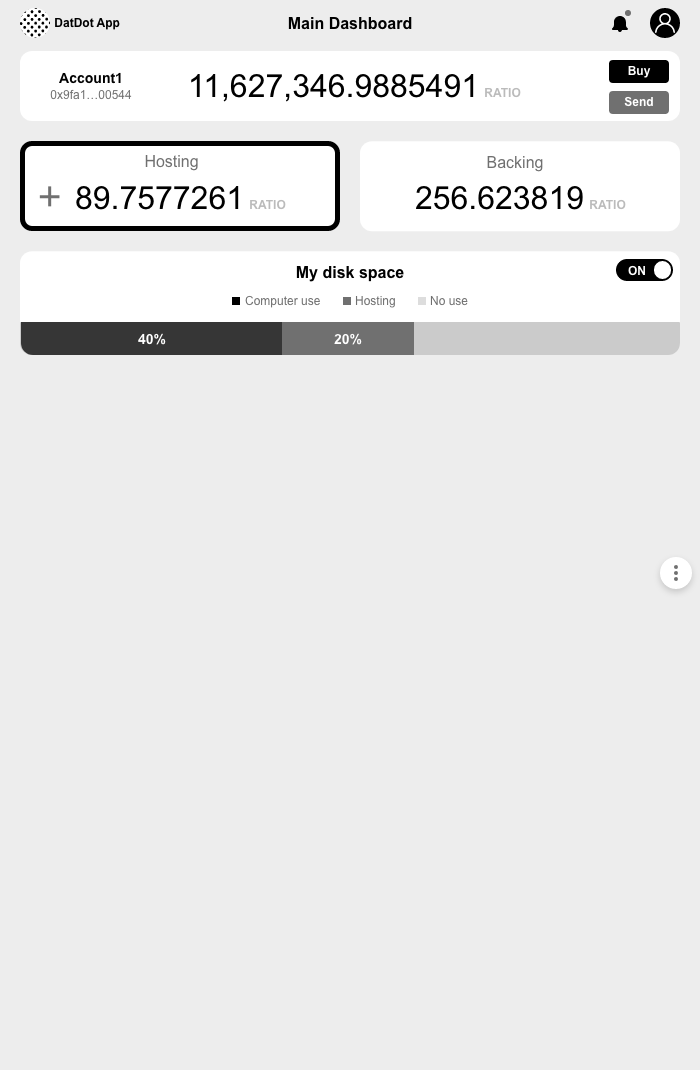 DatDot App
Main Dashboard
Account1
0x9fa1...00544
11,627,346.9885491 RATIO
Buy
Send
Hosting
+ 89.7577261 RATIO
Backing
256.623819 RATIO
My disk space
ON
Computer use
Hosting
No use
40%
20%